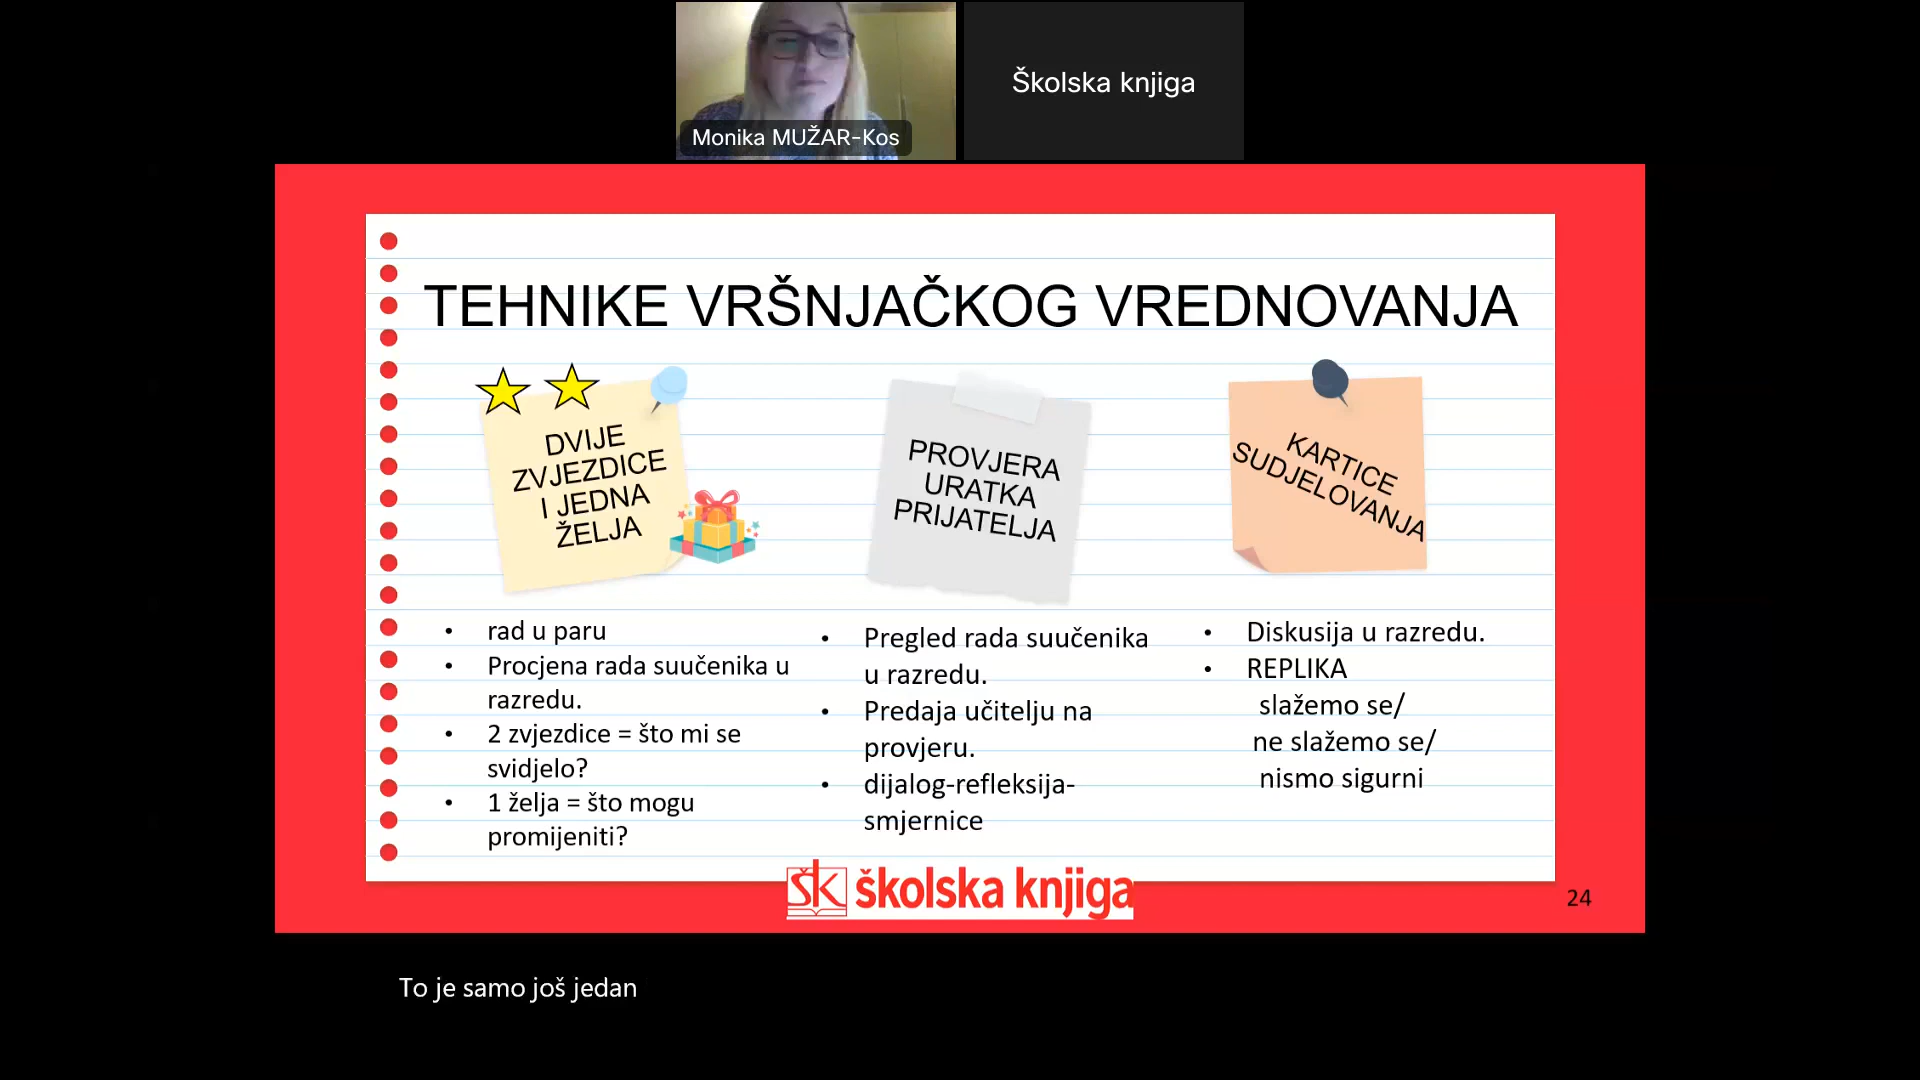 Monika MUŽAR-Kos
Školska knjiga
TEHNIKE VRŠNJAČKOG VREDNOVANJA
DVIJE
ZVJEZDICE
I JEDNA
ŽELJA
• rad u paru
• Procjena rada suučenika u
razredu.
• 2 zvjezdice = što mi se
svidjelo?
• 1 želja = što mogu
promijeniti?
PROVJERA
URATKA
PRIJATELJA
• Pregled rada suučenika
u razredu.
• Predaja učitelju na
provjeru.
• dijalog-refleksija-
smjernice
KARTICE
SUDJELOVANJA
• Diskusija u razredu.
• REPLIKA
slažemo se/
ne slažemo se/
nismo sigurni
ŠK školska knjiga
24
To je samo još jedan